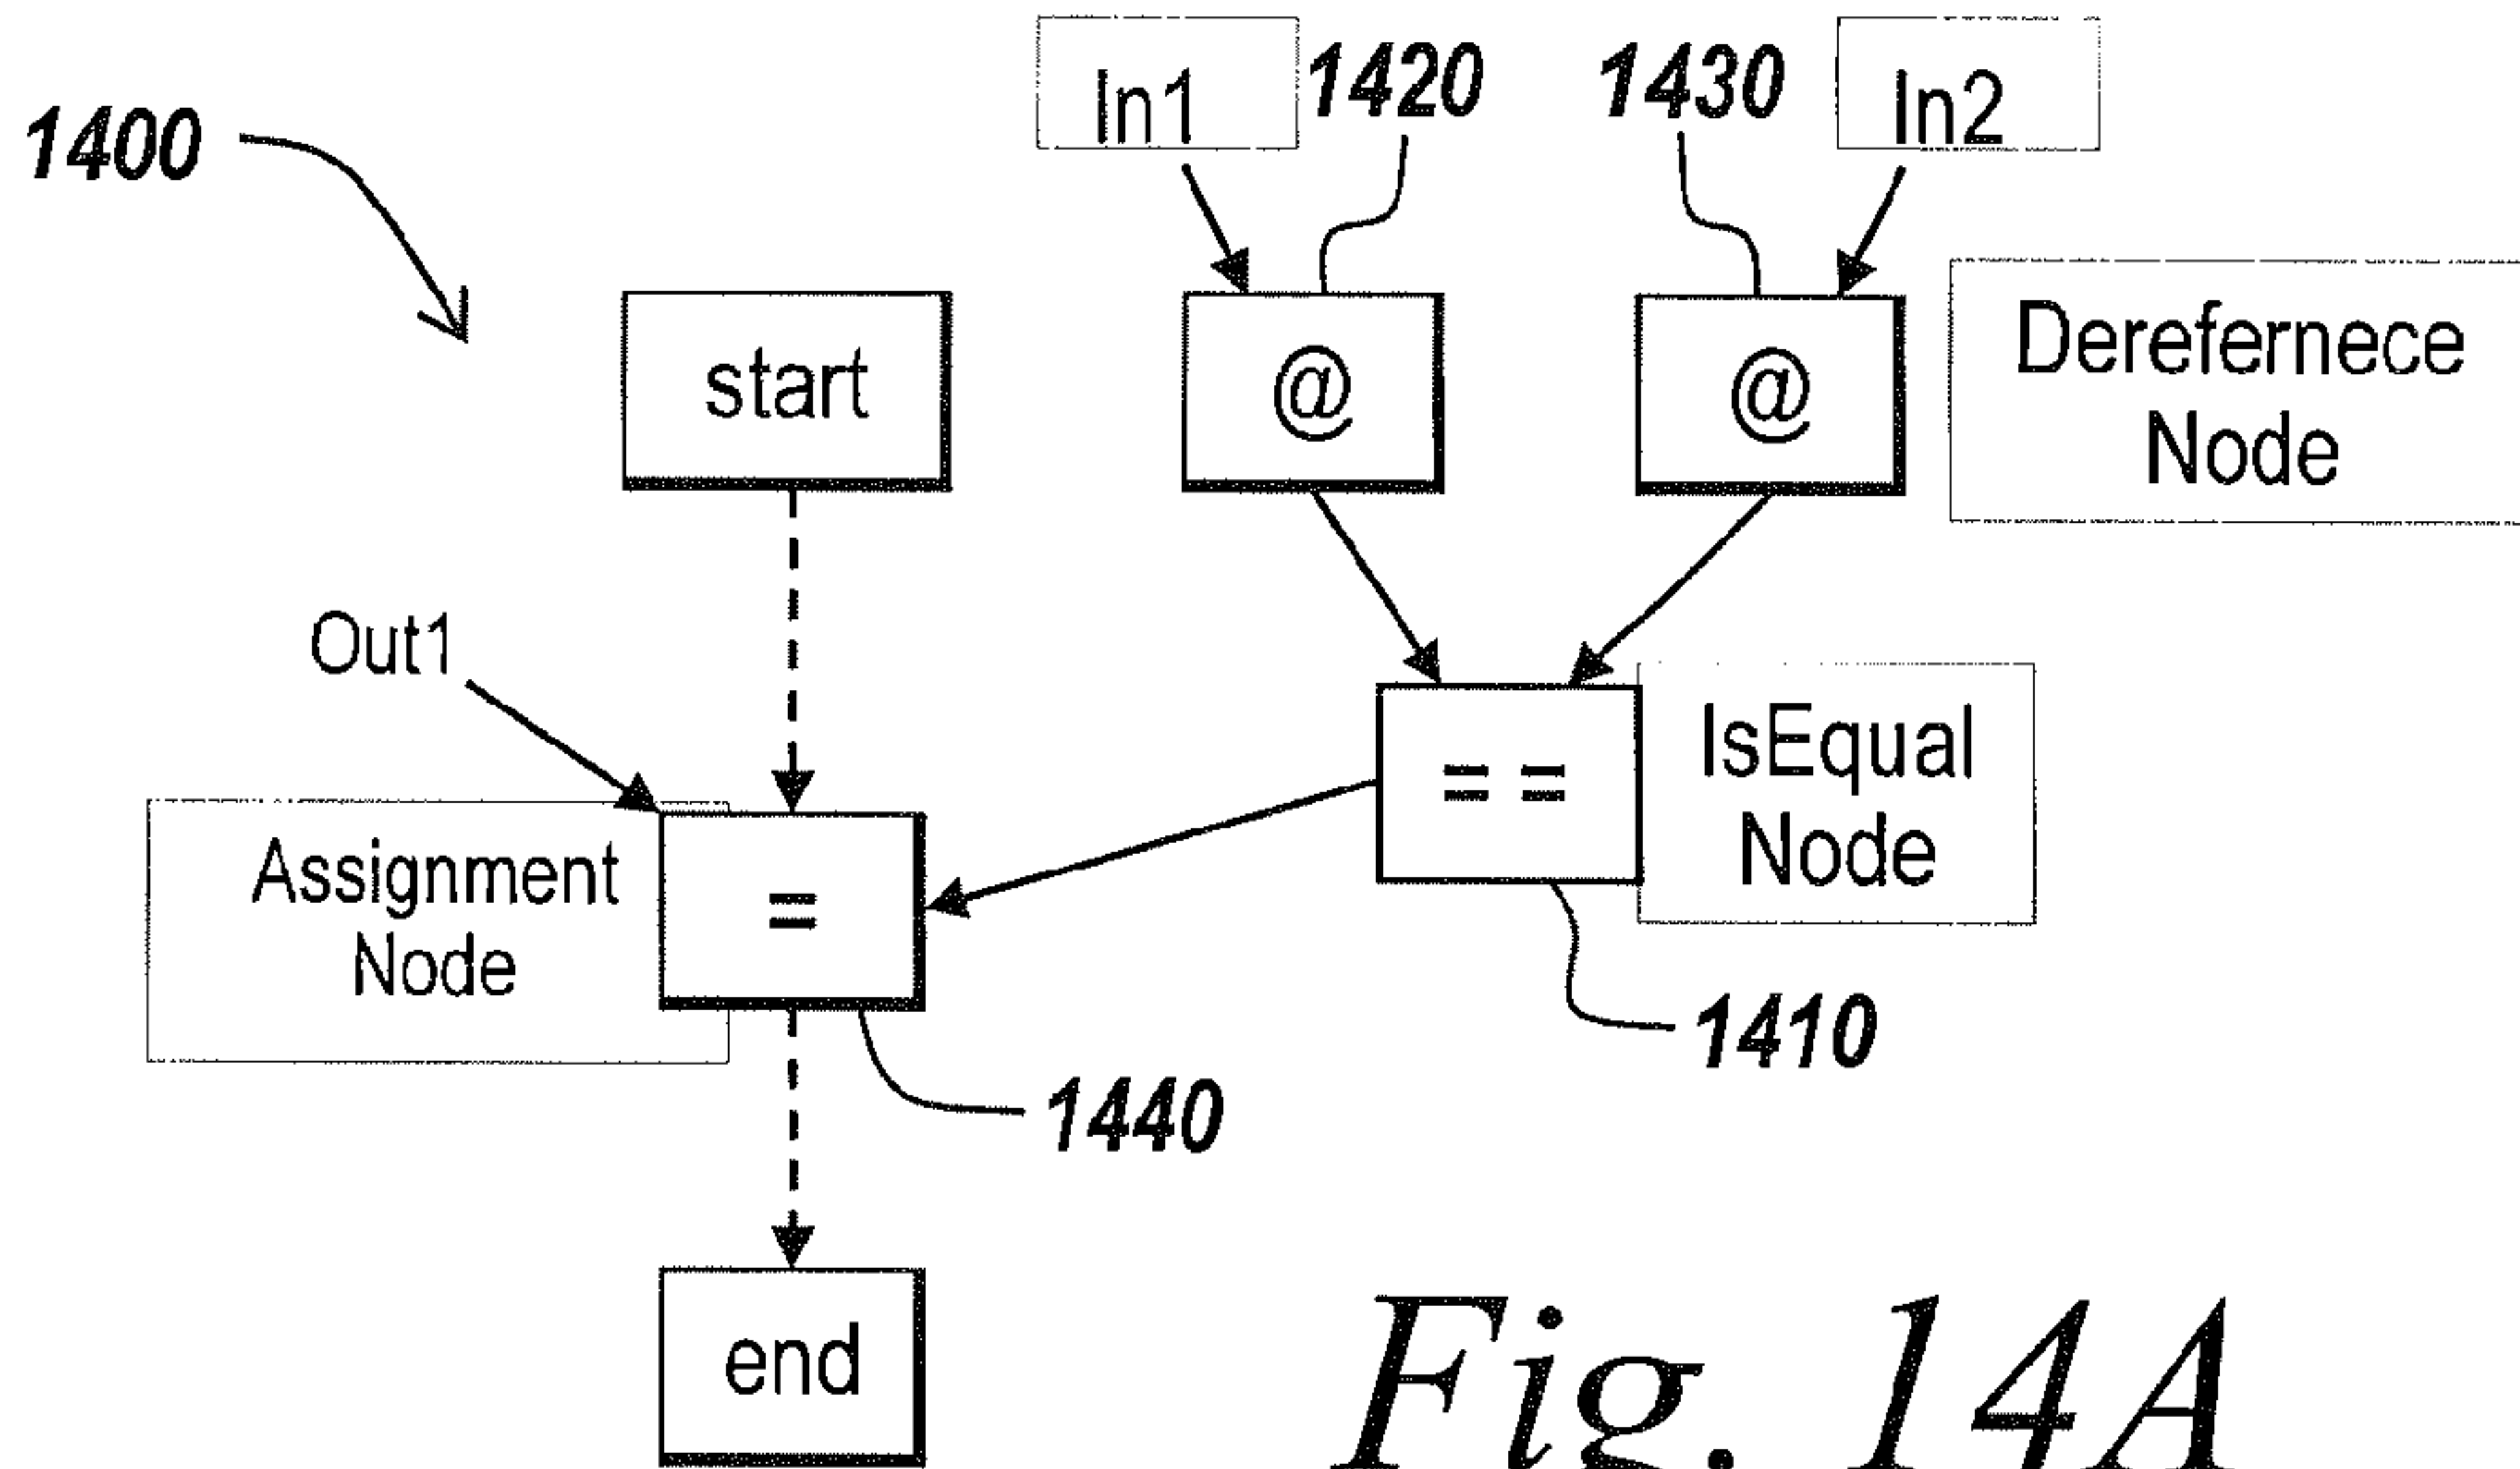 In1
1420
1430
In2
1400
start
@
@
Derefernece
Node
Out1
= =
IsEqual
Node
Assignment
Node
=
1410
1440
end
Fig. 14A